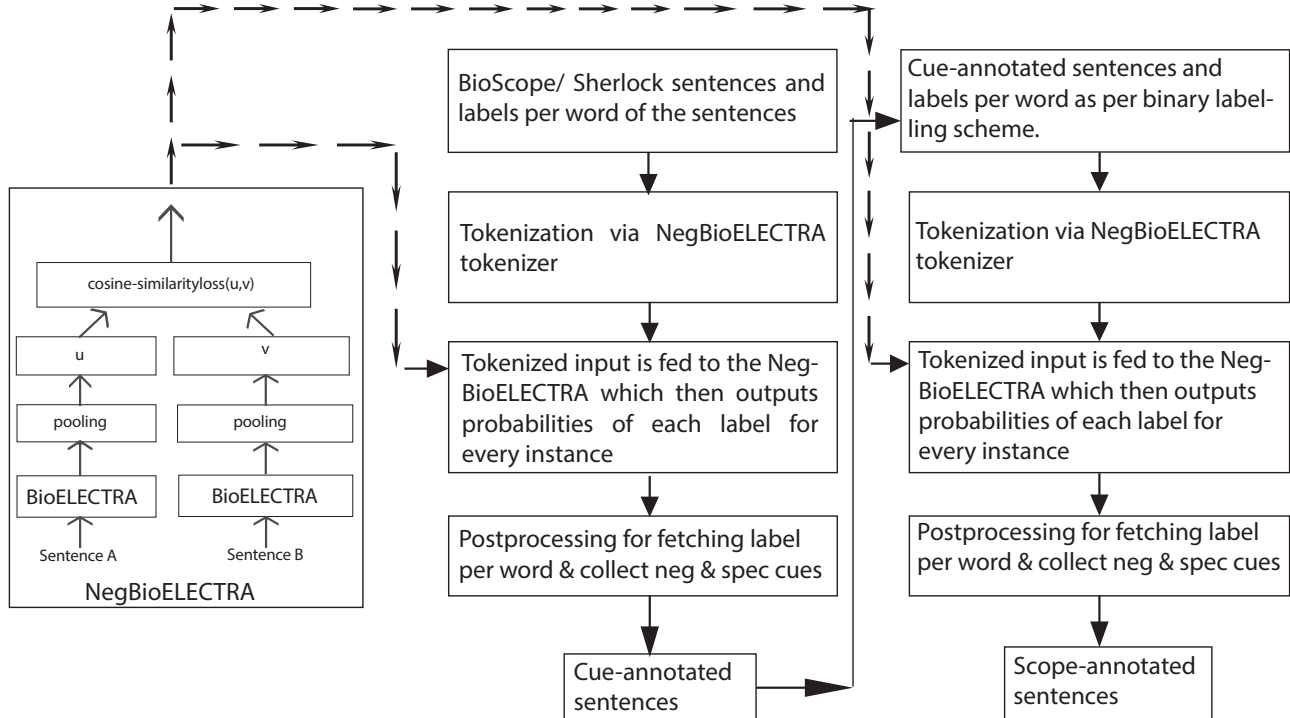 BioScope/ Sherlock sentences and
labels per word of the sentences
Tokenization via NegBioELECTRA
tokenizer
Tokenized input is fed to the Neg-
BioELECTRA which then outputs
probabilities of each label for
every instance
Postprocessing for fetching label
per word & collect neg & spec cues
Cue-annotated
sentences
Cue-annotated sentences and
labels per word as per binary label-
lling scheme.
Tokenization via NegBioELECTRA
tokenizer
Tokenized input is fed to the Neg-
BioELECTRA which then outputs
probabilities of each label for
every instance
Postprocessing for fetching label
per word & collect neg & spec cues
Scope-annotated
sentences
cosine-similarityloss(u,v)
u
v
pooling
pooling
BioELECTRA
BioELECTRA
Sentence A
Sentence B
NegBioELECTRA